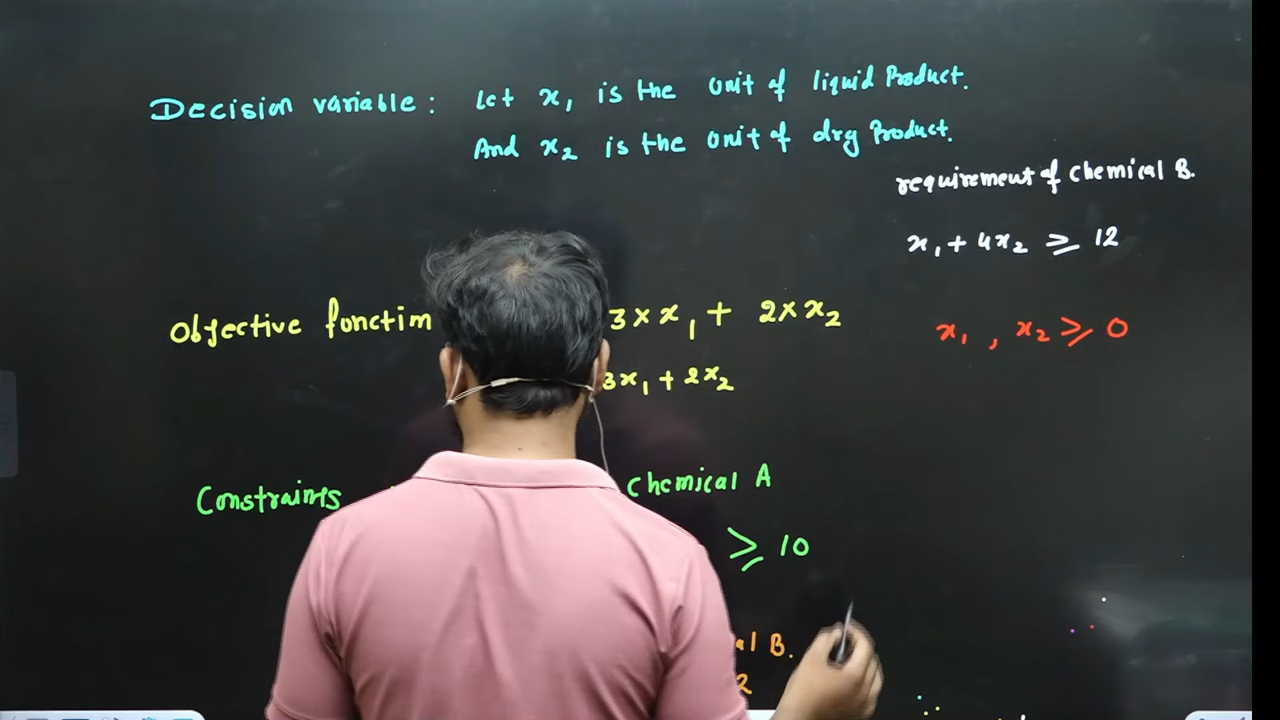 Decision variable: Let x₁ is the unit of liquid Product.
And x₂ is the unit of dry Product.
requirement of chemical B.
x₁ + 4x₂ ≥ 12
Objective function 3 × x₁ + 2 × x₂
x₁, x₂ ≥ 0
3x₁ + 2x₂
Constraints chemical A
≥ 10
al B.
2